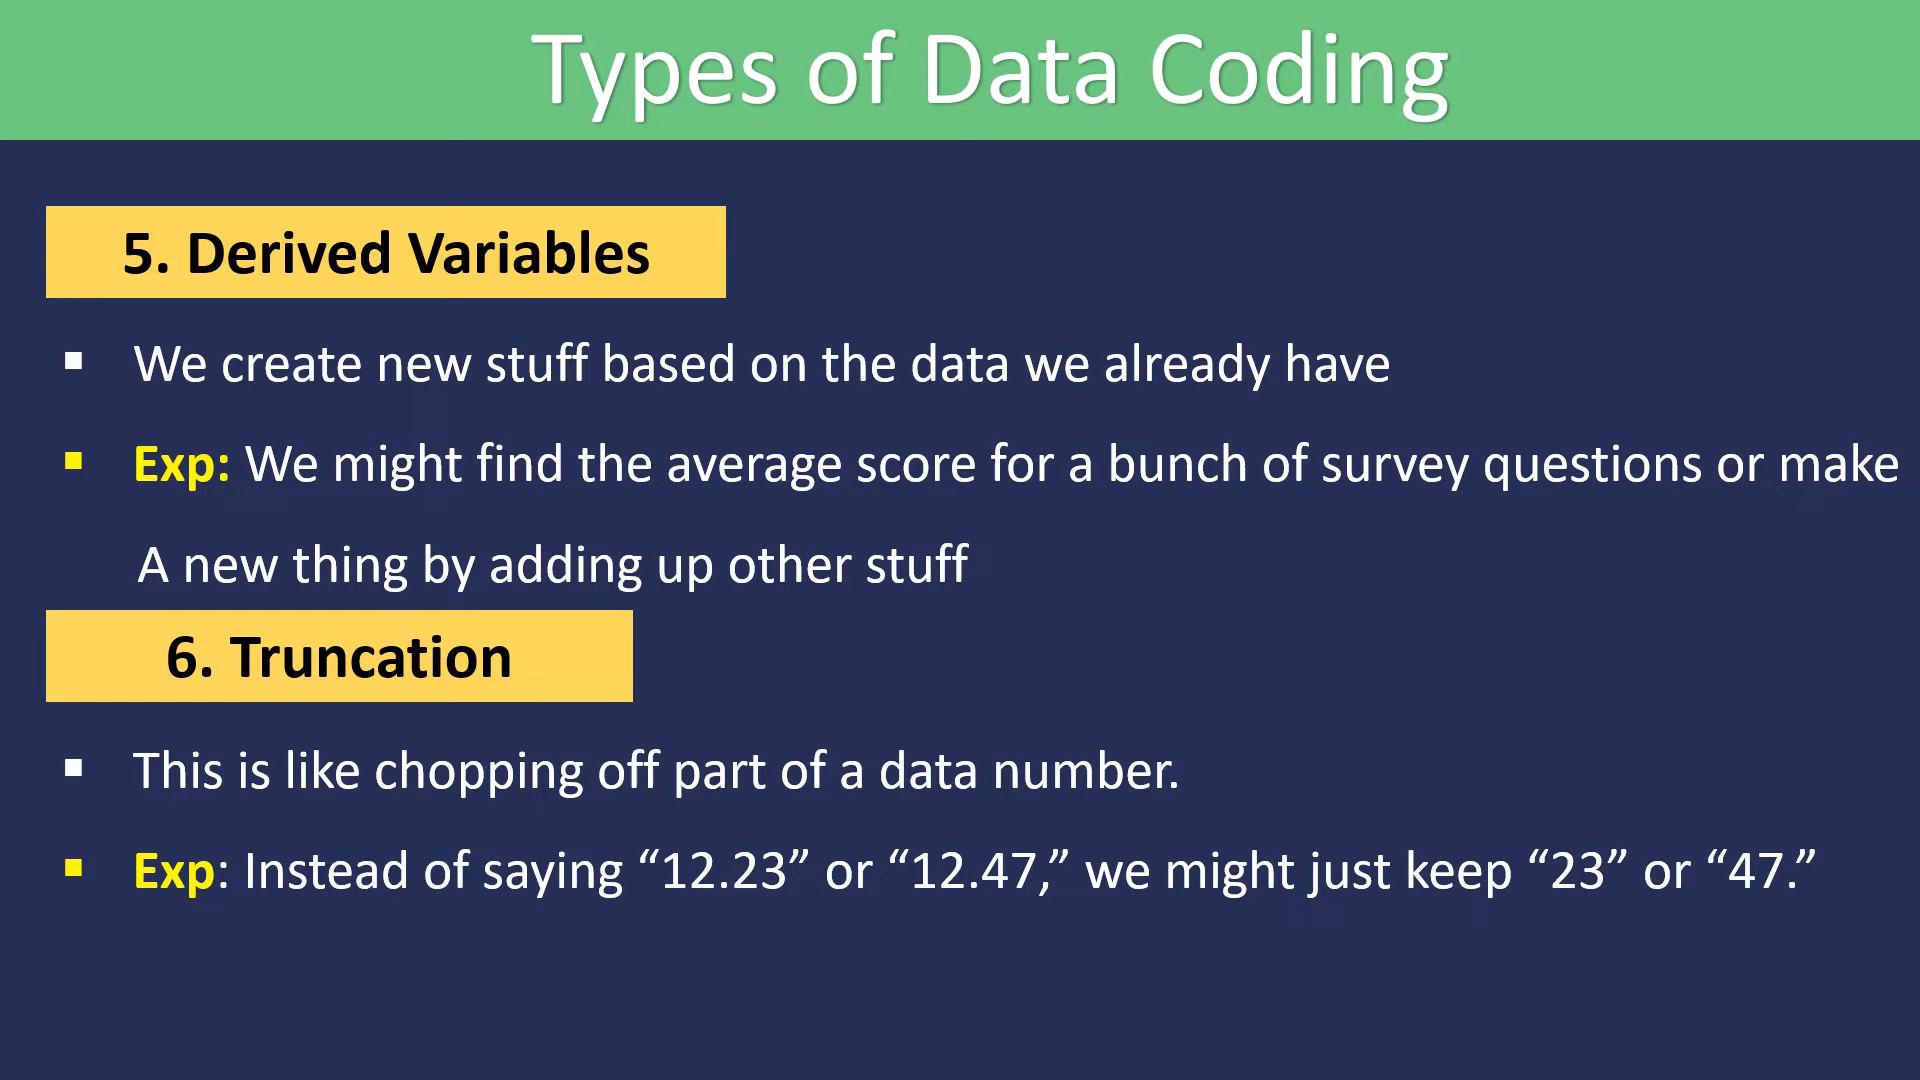 Types of Data Coding
5. Derived Variables
▪ We create new stuff based on the data we already have
▪ Exp: We might find the average score for a bunch of survey questions or make
A new thing by adding up other stuff
6. Truncation
▪ This is like chopping off part of a data number.
▪ Exp: Instead of saying “12.23” or “12.47,” we might just keep “23” or “47.”